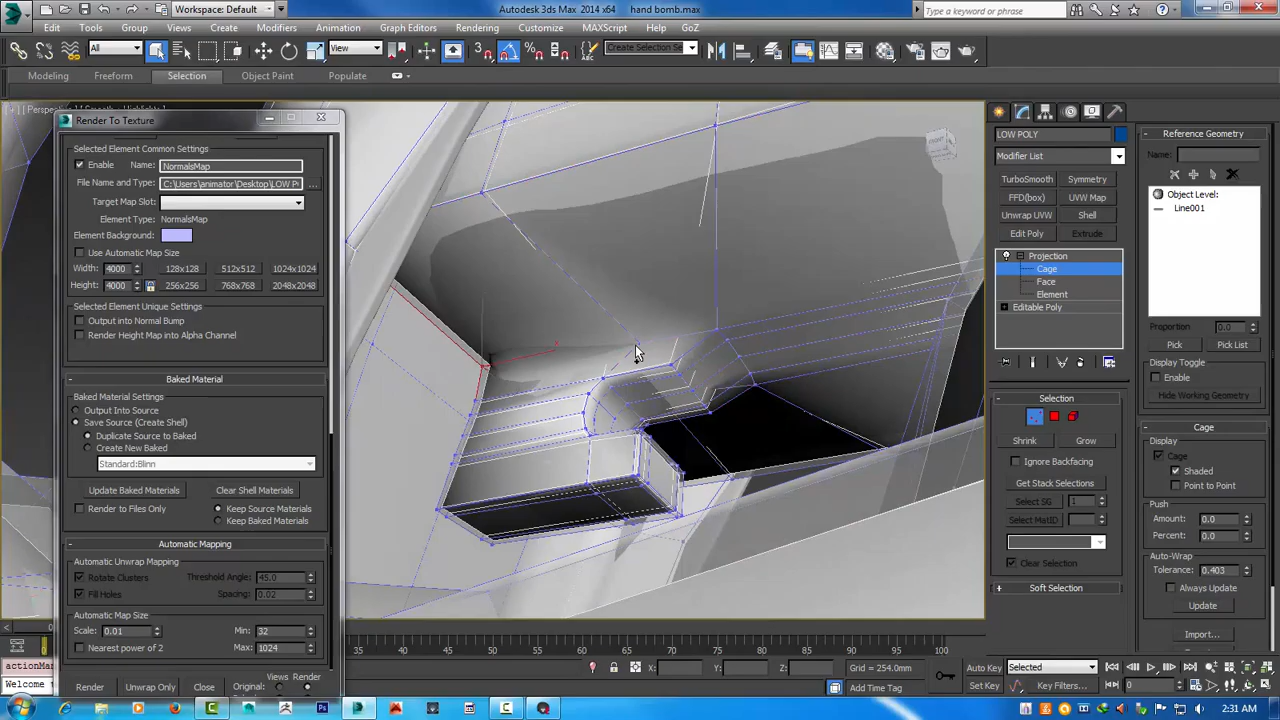 Workspace: Default
Autodesk 3ds Max 2014 x64 hand bomb.max
Type a keyword or phrase
Edit Tools Group Views Create Modifiers Animation Graph Editors Rendering Customize MAXScript Help GoZ
All View Create Selection Se
Modeling Freeform Selection Object Paint Populate
Render To Texture
Selected Element Common Settings
Enable Name: NormalsMap
File Name and Type: C:\Users\animator\Desktop\LOW P
Target Map Slot:
Element Type: NormalsMap
Element Background:
Use Automatic Map Size
Width: 4000 128x128 512x512 1024x1024
Height: 4000 256x256 768x768 2048x2048
Selected Element Unique Settings
Output into Normal Bump
Render Height Map into Alpha Channel
Baked Material
Baked Material Settings
Output Into Source
Save Source (Create Shell)
Duplicate Source to Baked
Create New Baked
Standard:Blinn
Update Baked Materials Clear Shell Materials
Render to Files Only Keep Source Materials
Keep Baked Materials
Automatic Mapping
Automatic Unwrap Mapping
Rotate Clusters Threshold Angle: 45.0
Fill Holes Spacing: 0.02
Automatic Map Size
Scale: 0.01 Min: 32
Nearest power of 2 Max: 1024
Views Render
Render Unwrap Only Close Original:
LOW POLY
Modifier List
TurboSmooth Symmetry
FFD(box) UVW Map
Unwrap UVW Shell
Edit Poly Extrude
Projection
Cage
Face
Element
Editable Poly
Selection
Shrink Grow
Ignore Backfacing
Get Stack Selections
Select SG 1
Select MatID
Clear Selection
Soft Selection
Reference Geometry
Name:
Object Level:
Line001
Proportion 0.0
Pick Pick List
Display Toggle
Enable
Hide Working Geometry
Cage
Display
Cage
Shaded
Point to Point
Push
Amount: 0.0
Percent: 0.0
Auto-Wrap
Tolerance: 0.403
Always Update
Update
Import...
35 40 45 50 55 60 65 70 75 80 85 90 95 100
actionMan
Welcome t
X: Y: Z: Grid = 254.0mm
Add Time Tag
Auto Key Selected
Set Key Key Filters... 0
2:31 AM